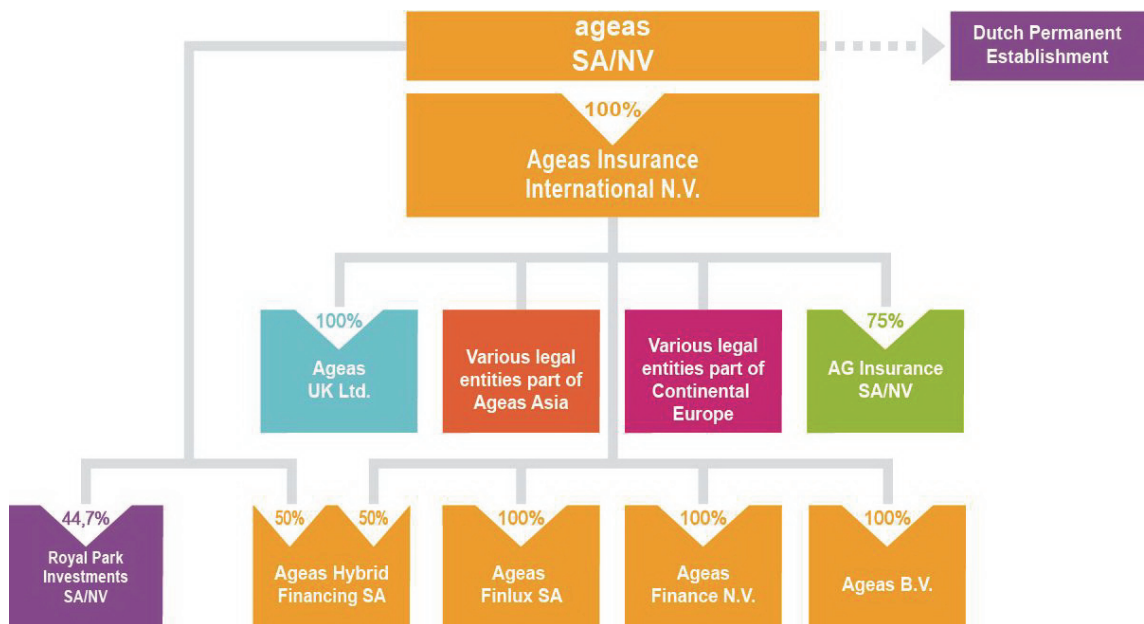 ageas
SA/NV
Dutch Permanent
Establishment
100%
Ageas Insurance
International N.V.
100%
Ageas
UK Ltd.
Various legal
entities part of
Ageas Asia
Various legal
entities part of
Continental
Europe
75%
AG Insurance
SA/NV
44,7%
Royal Park
Investments
SA/NV
50%
50%
Ageas Hybrid
Financing SA
100%
Ageas
Finlux SA
100%
Ageas
Finance N.V.
100%
Ageas B.V.